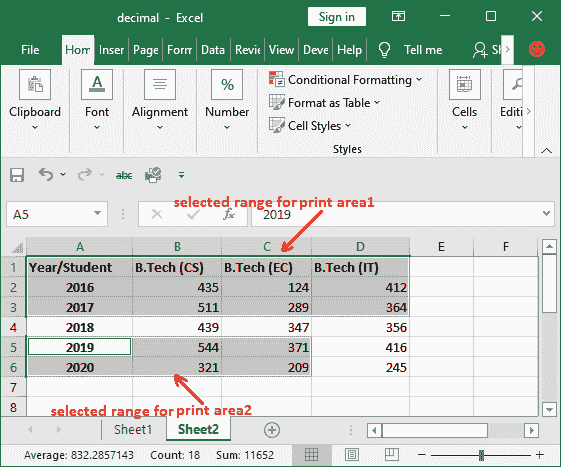 decimal - Excel
Sign in
File Hom Inser Page Forn Data Revie View Deve Help Tell me Sh
Clipboard Font Alignment Number Conditional Formatting Format as Table Cell Styles Cells Editi
Styles
abc
selected range for print area1
A5 fx 2019
A B C D E F
1 Year/Student B.Tech (CS) B.Tech (EC) B.Tech (IT)
2 2016 435 124 412
3 2017 511 289 364
4 2018 439 347 356
5 2019 544 371 416
6 2020 321 209 245
7
selected range for print area2
8
Sheet1 Sheet2
Average: 832.2857143 Count: 18 Sum: 11652